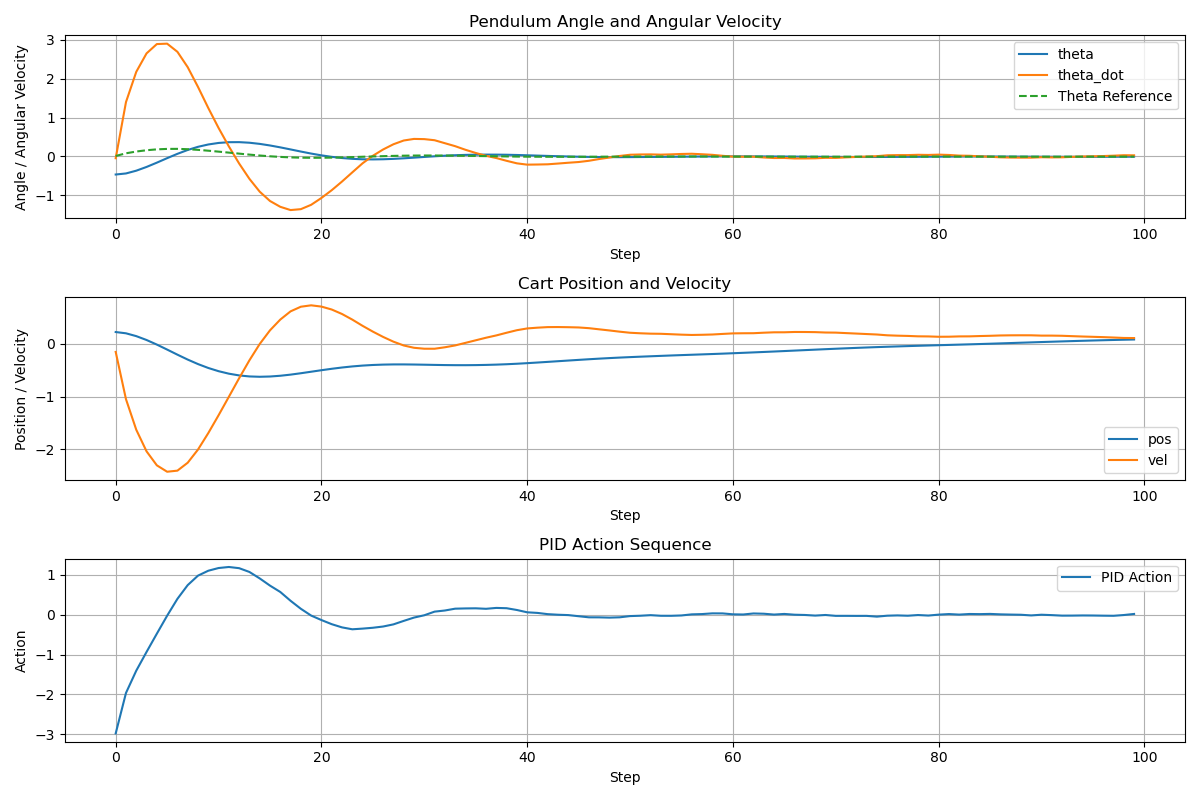 Pendulum Angle and Angular Velocity
Angle / Angular Velocity
3
2
1
0
−1
theta
theta_dot
Theta Reference
0 20 40 60 80 100
Step
Cart Position and Velocity
Position / Velocity
0
−1
−2
pos
vel
0 20 40 60 80 100
Step
PID Action Sequence
Action
1
0
−1
−2
−3
PID Action
0 20 40 60 80 100
Step